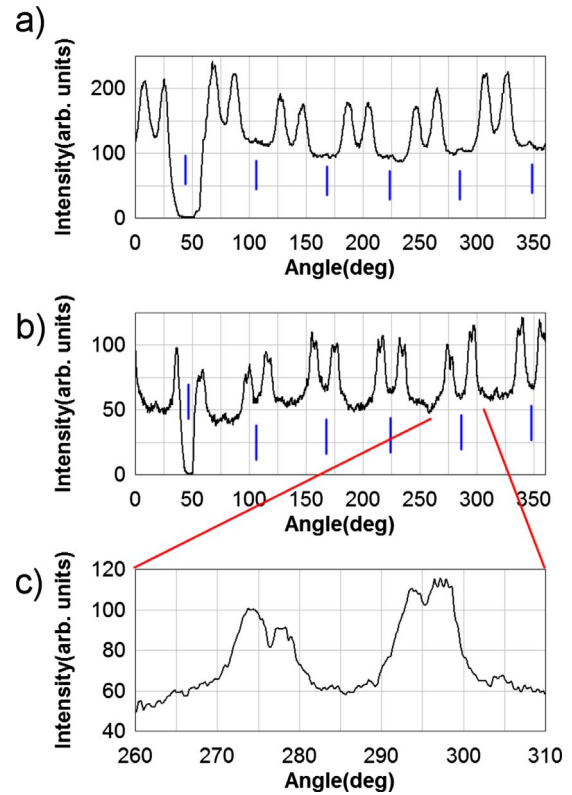 a)
Intensity(arb. units)
200
100
0
0 50 100 150 200 250 300 350
Angle(deg)
b)
Intensity(arb. units)
100
50
0
0 50 100 150 200 250 300 350
Angle(deg)
c)
Intensity(arb. units)
120
100
80
60
40
260 270 280 290 300 310
Angle(deg)